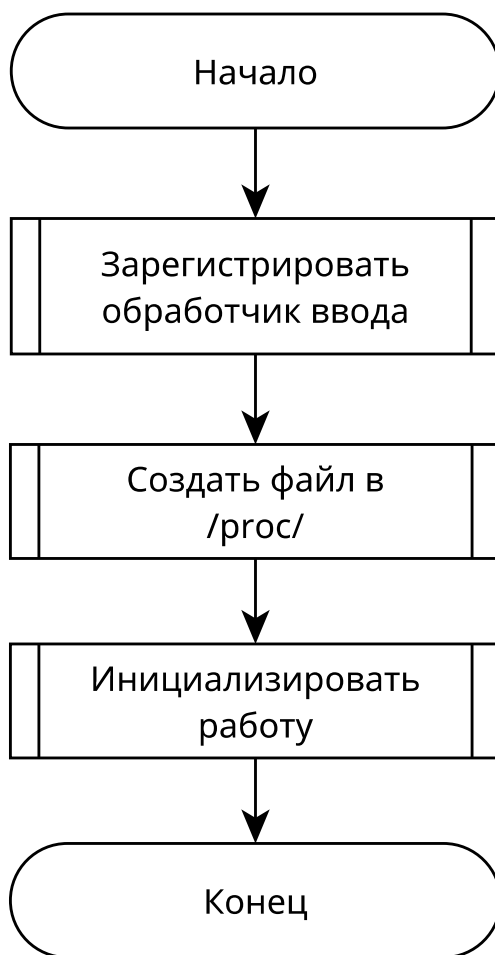 Начало
Зарегистрировать
обработчик ввода
Создать файл в
/proc/
Инициализировать
работу
Конец